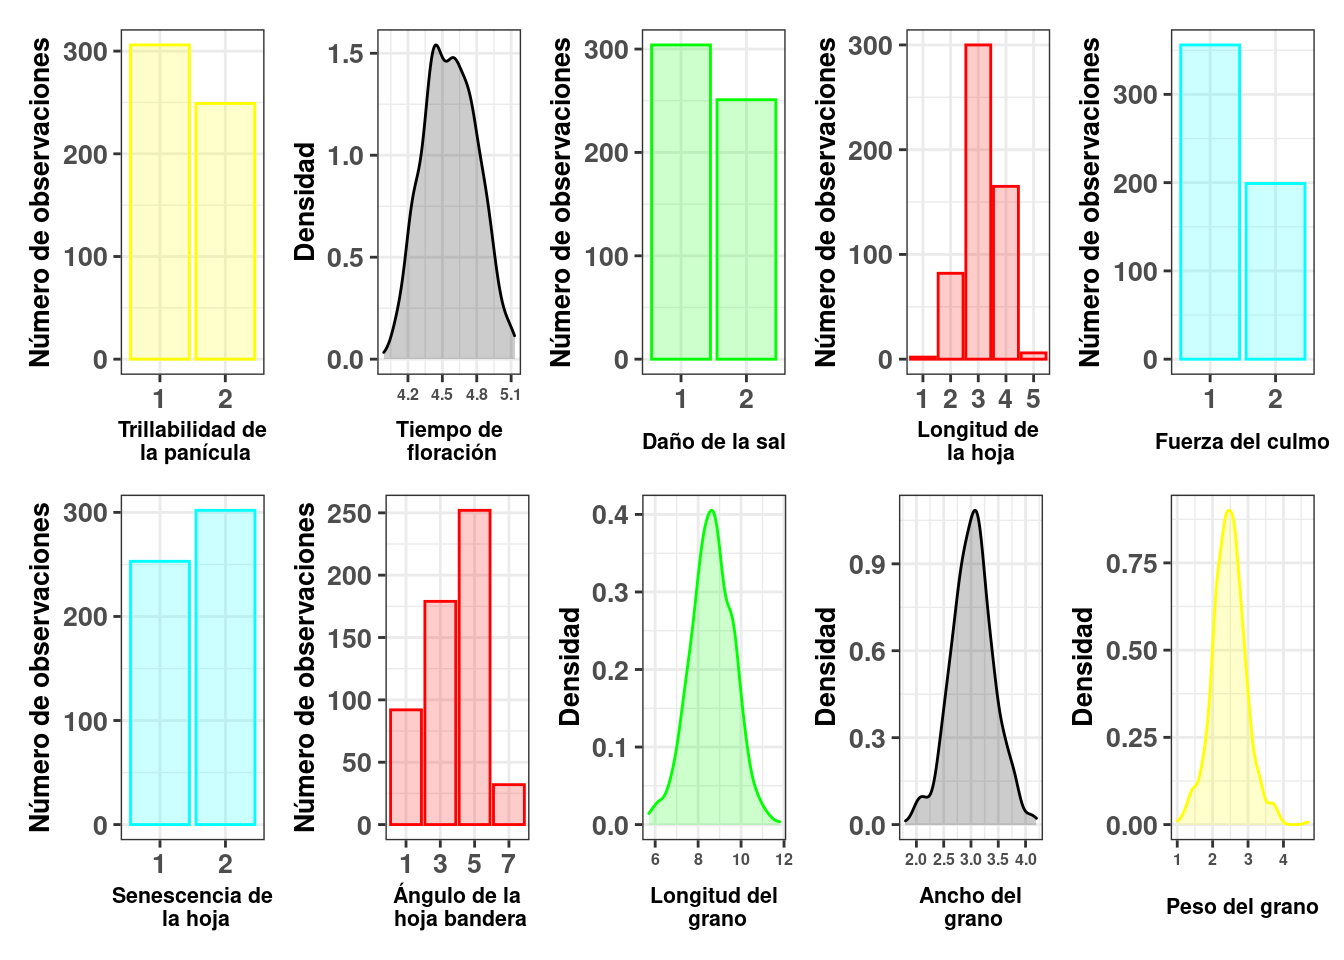 Número de observaciones
300
200
100
0
1 2
Trillabilidad de
la panícula
Densidad
1.5
1.0
0.5
0.0
4.2 4.5 4.8 5.1
Tiempo de
floración
Número de observaciones
300
200
100
0
1 2
Daño de la sal
Número de observaciones
300
200
100
0
1 2 3 4 5
Longitud de
la hoja
Número de observaciones
300
200
100
0
1 2
Fuerza del culmo
Número de observaciones
300
200
100
0
1 2
Senescencia de
la hoja
Número de observaciones
250
200
150
100
50
0
1 3 5 7
Ángulo de la
hoja bandera
Densidad
0.4
0.3
0.2
0.1
0.0
6 8 10 12
Longitud del
grano
Densidad
0.9
0.6
0.3
0.0
2.0 2.5 3.0 3.5 4.0
Ancho del
grano
Densidad
0.75
0.50
0.25
0.00
1 2 3 4
Peso del grano